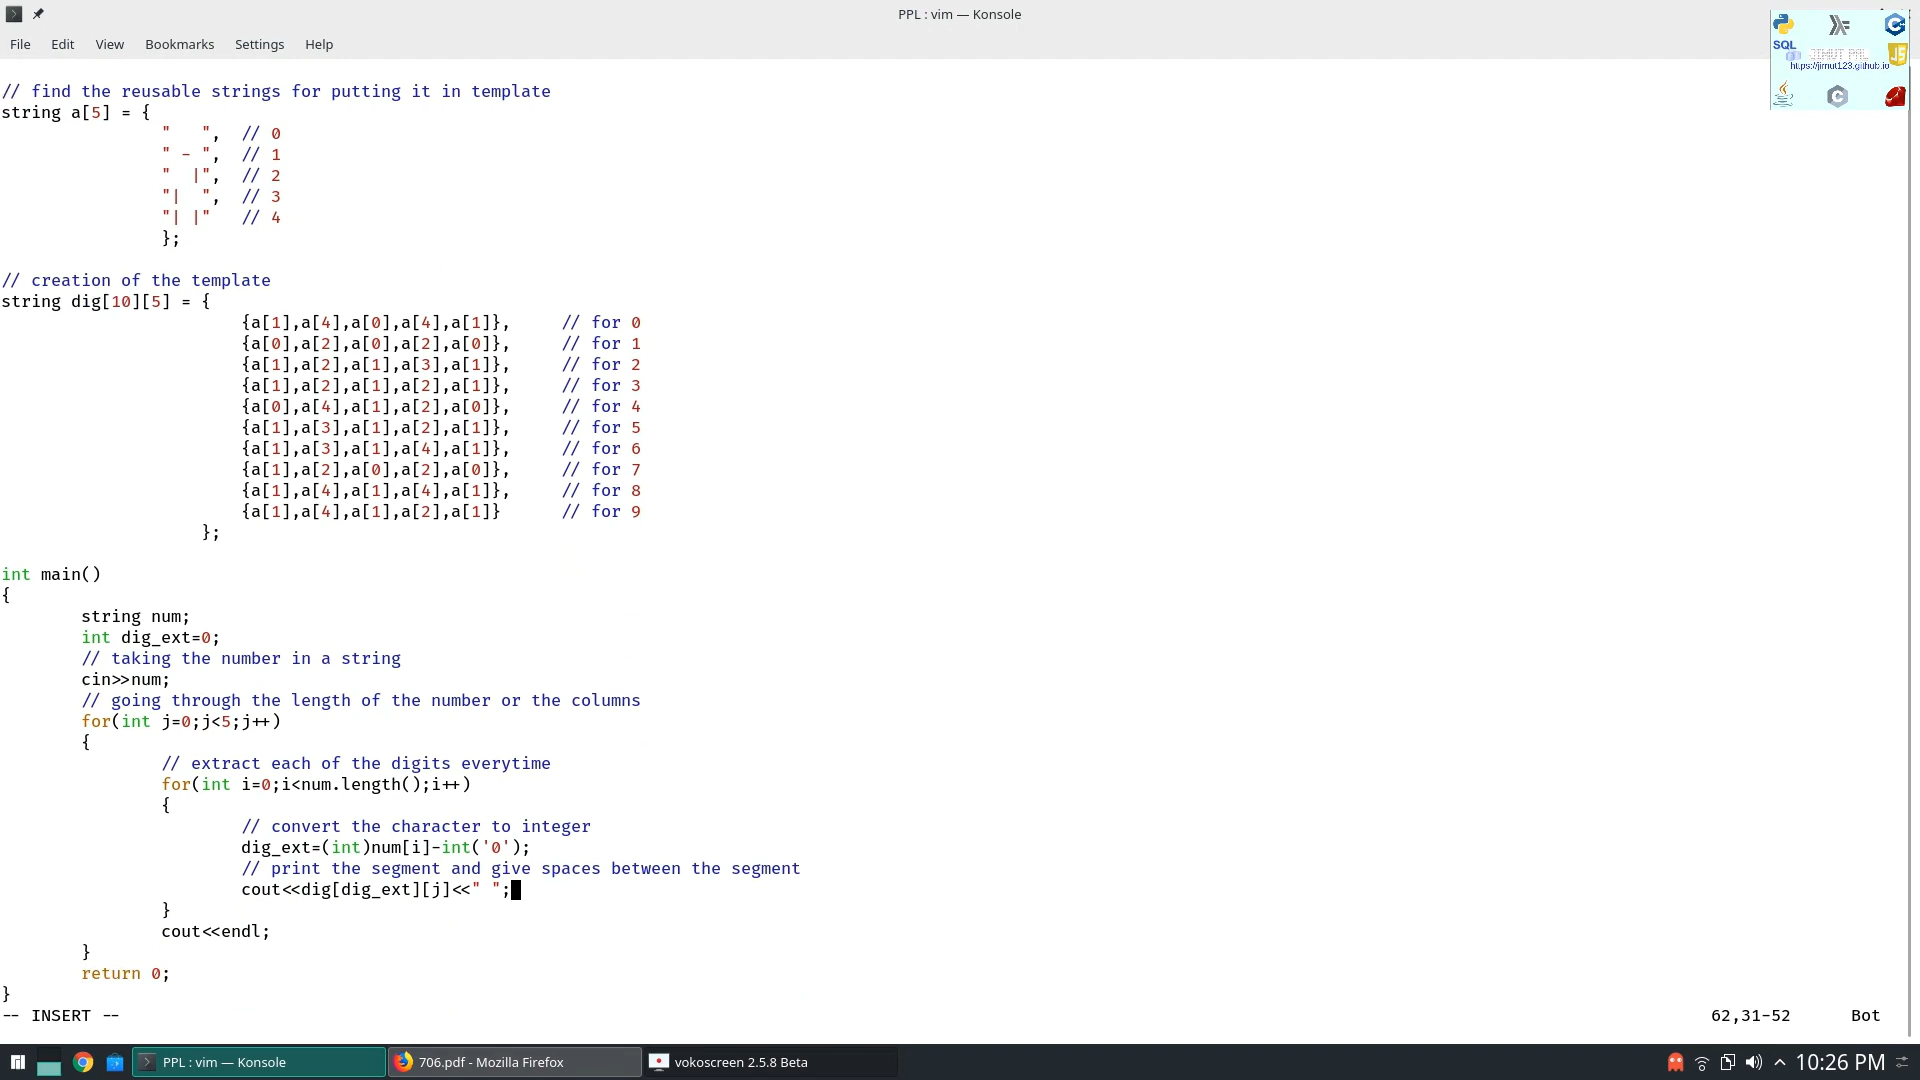 PPL : vim — Konsole
File Edit View Bookmarks Settings Help
SQL
JIMUT PAL
JS
https://jimut123.github.io
// find the reusable strings for putting it in template
string a[5] = {
                "   ",  // 0
                " - ",  // 1
                "  |",  // 2
                "|  ",  // 3
                "| |"   // 4
                };
// creation of the template
string dig[10][5] = {
                        {a[1],a[4],a[0],a[4],a[1]},     // for 0
                        {a[0],a[2],a[0],a[2],a[0]},     // for 1
                        {a[1],a[2],a[1],a[3],a[1]},     // for 2
                        {a[1],a[2],a[1],a[2],a[1]},     // for 3
                        {a[0],a[4],a[1],a[2],a[0]},     // for 4
                        {a[1],a[3],a[1],a[2],a[1]},     // for 5
                        {a[1],a[3],a[1],a[4],a[1]},     // for 6
                        {a[1],a[2],a[0],a[2],a[0]},     // for 7
                        {a[1],a[4],a[1],a[4],a[1]},     // for 8
                        {a[1],a[4],a[1],a[2],a[1]}      // for 9
                    };
int main()
{
        string num;
        int dig_ext=0;
        // taking the number in a string
        cin>>num;
        // going through the length of the number or the columns
        for(int j=0;j<5;j++)
        {
                // extract each of the digits everytime
                for(int i=0;i<num.length();i++)
                {
                        // convert the character to integer
                        dig_ext=(int)num[i]-int('0');
                        // print the segment and give spaces between the segment
                        cout<<dig[dig_ext][j]<<" ";
                }
                cout<<endl;
        }
        return 0;
}
-- INSERT -- 62,31-52 Bot
PPL : vim — Konsole 706.pdf - Mozilla Firefox vokoscreen 2.5.8 Beta 10:26 PM